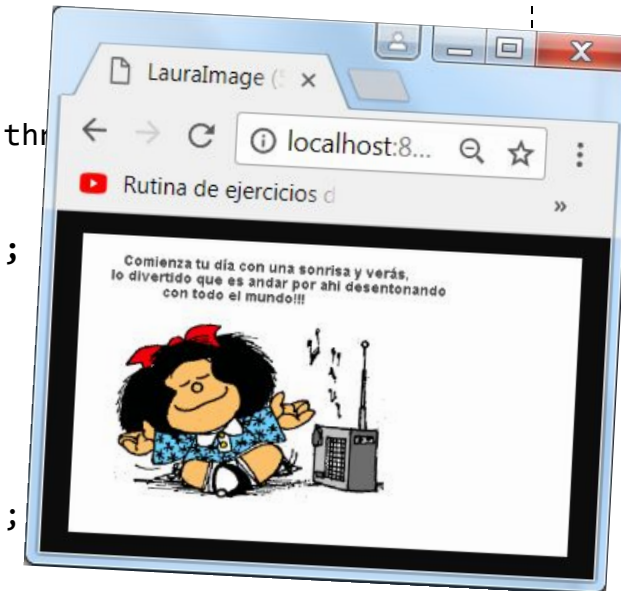 LauraImage (
thr
localhost:8...
Rutina de ejercicios d
»
;
Comienza tu día con una sonrisa y verás,
lo divertido que es andar por ahi desentonando
con todo el mundo!!!
;